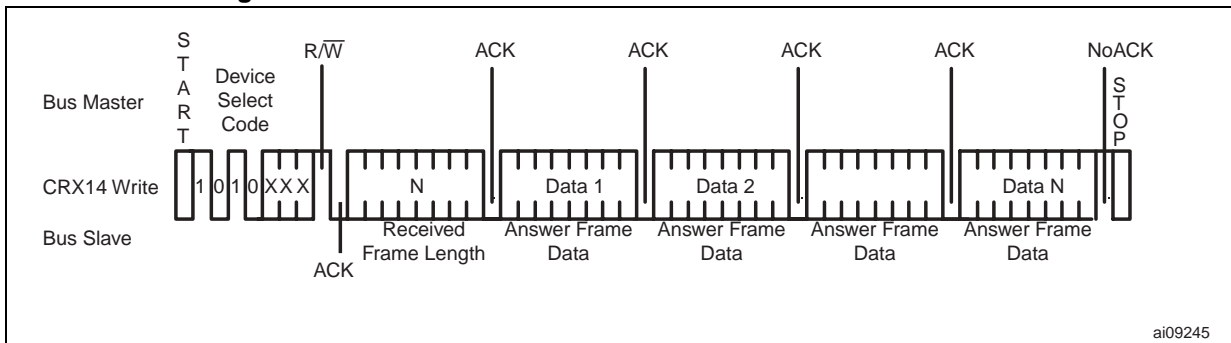 g
START
Device
Select
Code
R/W
ACK
ACK
ACK
ACK
NoACK
STOP
Bus Master
CRX14 Write
1 0 1 0 X X X
N
Data 1
Data 2
Data N
Bus Slave
ACK
Received
Frame Length
Answer Frame
Data
Answer Frame
Data
Answer Frame
Data
Answer Frame
Data
ai09245